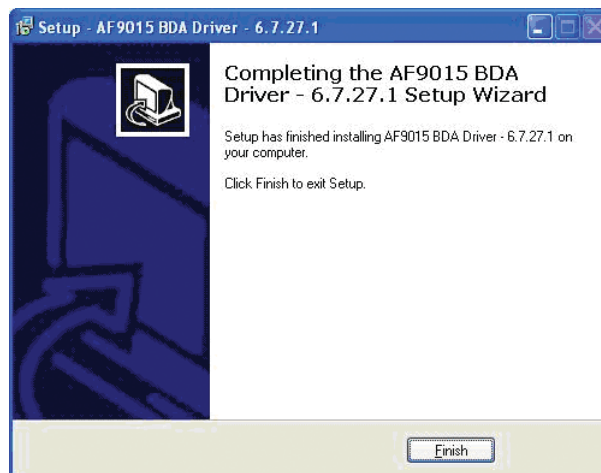 Setup - AF9015 BDA Driver - 6.7.27.1
Completing the AF9015 BDA
Driver - 6.7.27.1 Setup Wizard
Setup has finished installing AF9015 BDA Driver - 6.7.27.1 on
your computer.
Click Finish to exit Setup.
Finish